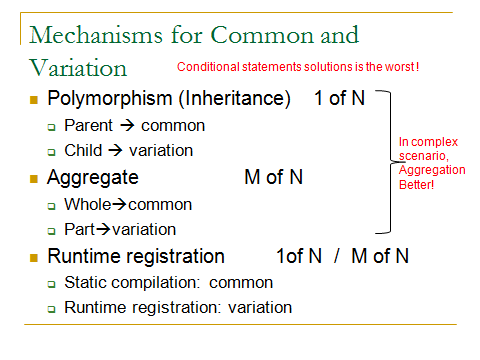 Mechanisms for Common and
Variation
Conditional statements solutions is the worst!
Polymorphism (Inheritance) 1 of N
Parent → common
Child → variation
Aggregate M of N
Whole→common
Part→variation
In complex
scenario,
Aggregation
Better!
Runtime registration 1of N / M of N
Static compilation: common
Runtime registration: variation